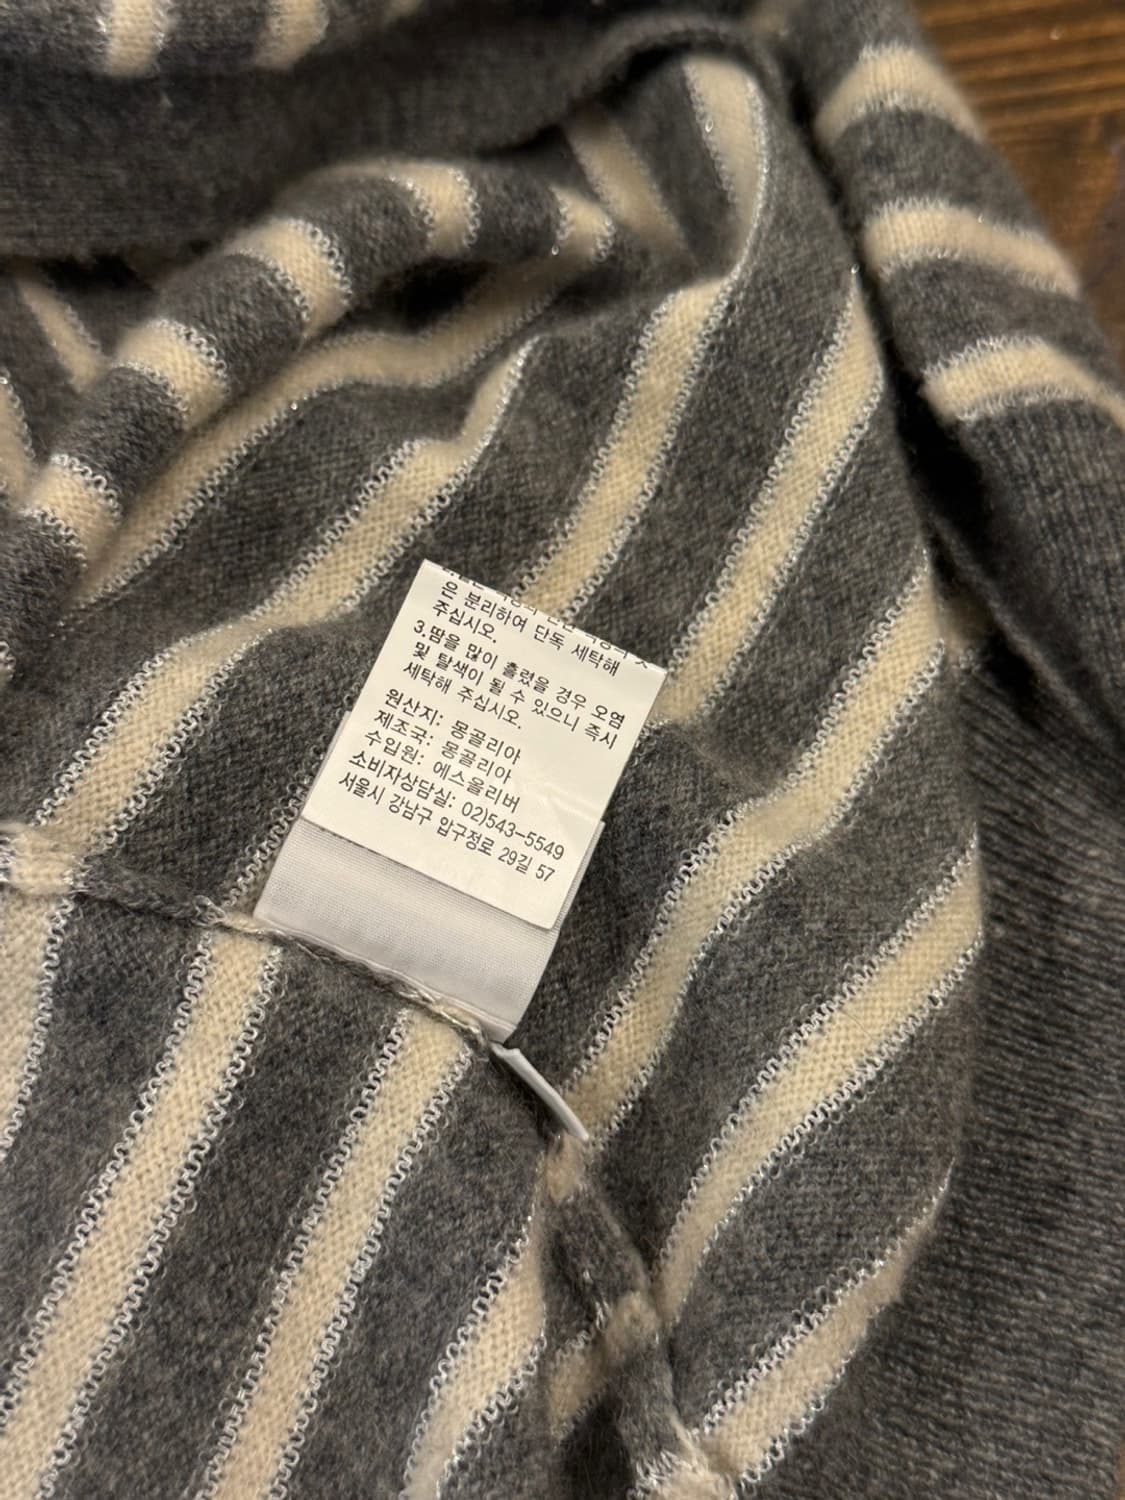 은 분리하여 단독 세탁해
주십시오.
3.땀을 많이 흘렸을 경우 오염
및 탈색이 될 수 있으니 즉시
세탁해 주십시오.
원산지: 몽골리아
제조국: 몽골리아
수입원: 에스올리버
소비자상담실: 02)543-5549
서울시 강남구 압구정로 29길 57